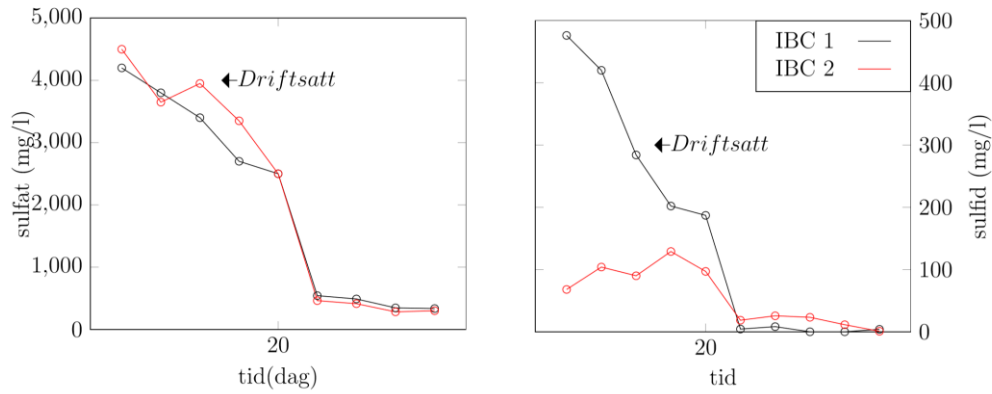 5,000
4,000
3,000
2,000
1,000
0
sulfat (mg/l)
Driftsatt
20
tid(dag)
IBC 1
IBC 2
Driftsatt
500
400
300
200
100
0
sulfid (mg/l)
20
tid